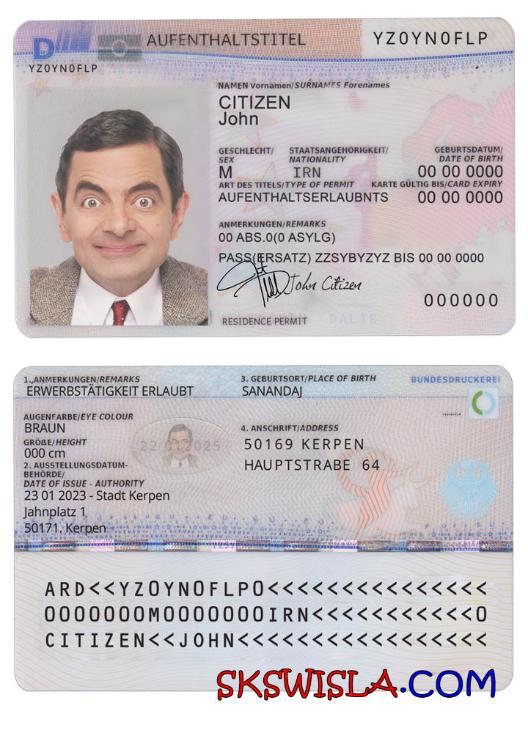 D
AUFENTHALTSTITEL
YZ0YN0FLP
YZ0YN0FLP
NAMEN Vornamen/SURNAMES Forenames
CITIZEN
John
GESCHLECHT/ STAATSANGEHÖRIGKEIT/ GEBURTSDATUM/
SEX NATIONALITY DATE OF BIRTH
M IRN 00 00 0000
ART DES TITELS/TYPE OF PERMIT KARTE GÜLTIG BIS/CARD EXPIRY
AUFENTHALTSERLAUBNTS 00 00 0000
ANMERKUNGEN/REMARKS
00 ABS.0(0 ASYLG)
PASS(ERSATZ) ZZSYBYZYZ BIS 00 00 0000
John Citizen
000000
RESIDENCE PERMIT
1.,ANMERKUNGEN/REMARKS 3. GEBURTSORT/PLACE OF BIRTH BUNDESDRUCKEREI
ERWERBSTÄTIGKEIT ERLAUBT SANANDAJ
AUGENFARBE/EYE COLOUR
BRAUN
GRÖBE/HEIGHT
000 cm
2. AUSSTELLUNGSDATUM-
BEHÖRDE/
DATE OF ISSUE - AUTHORITY
23 01 2023 - Stadt Kerpen
Jahnplatz 1
50171, Kerpen
22 01 2025
4. ANSCHRIFT/ADDRESS
50169 KERPEN
HAUPTSTRABE 64
ARD<<YZ0YN0FLP0<<<<<<<<<<<<<<<
0000000M0000000IRN<<<<<<<<<<<0
CITIZEN<<JOHN<<<<<<<<<<<<<<<<<
SKSWISLA.COM